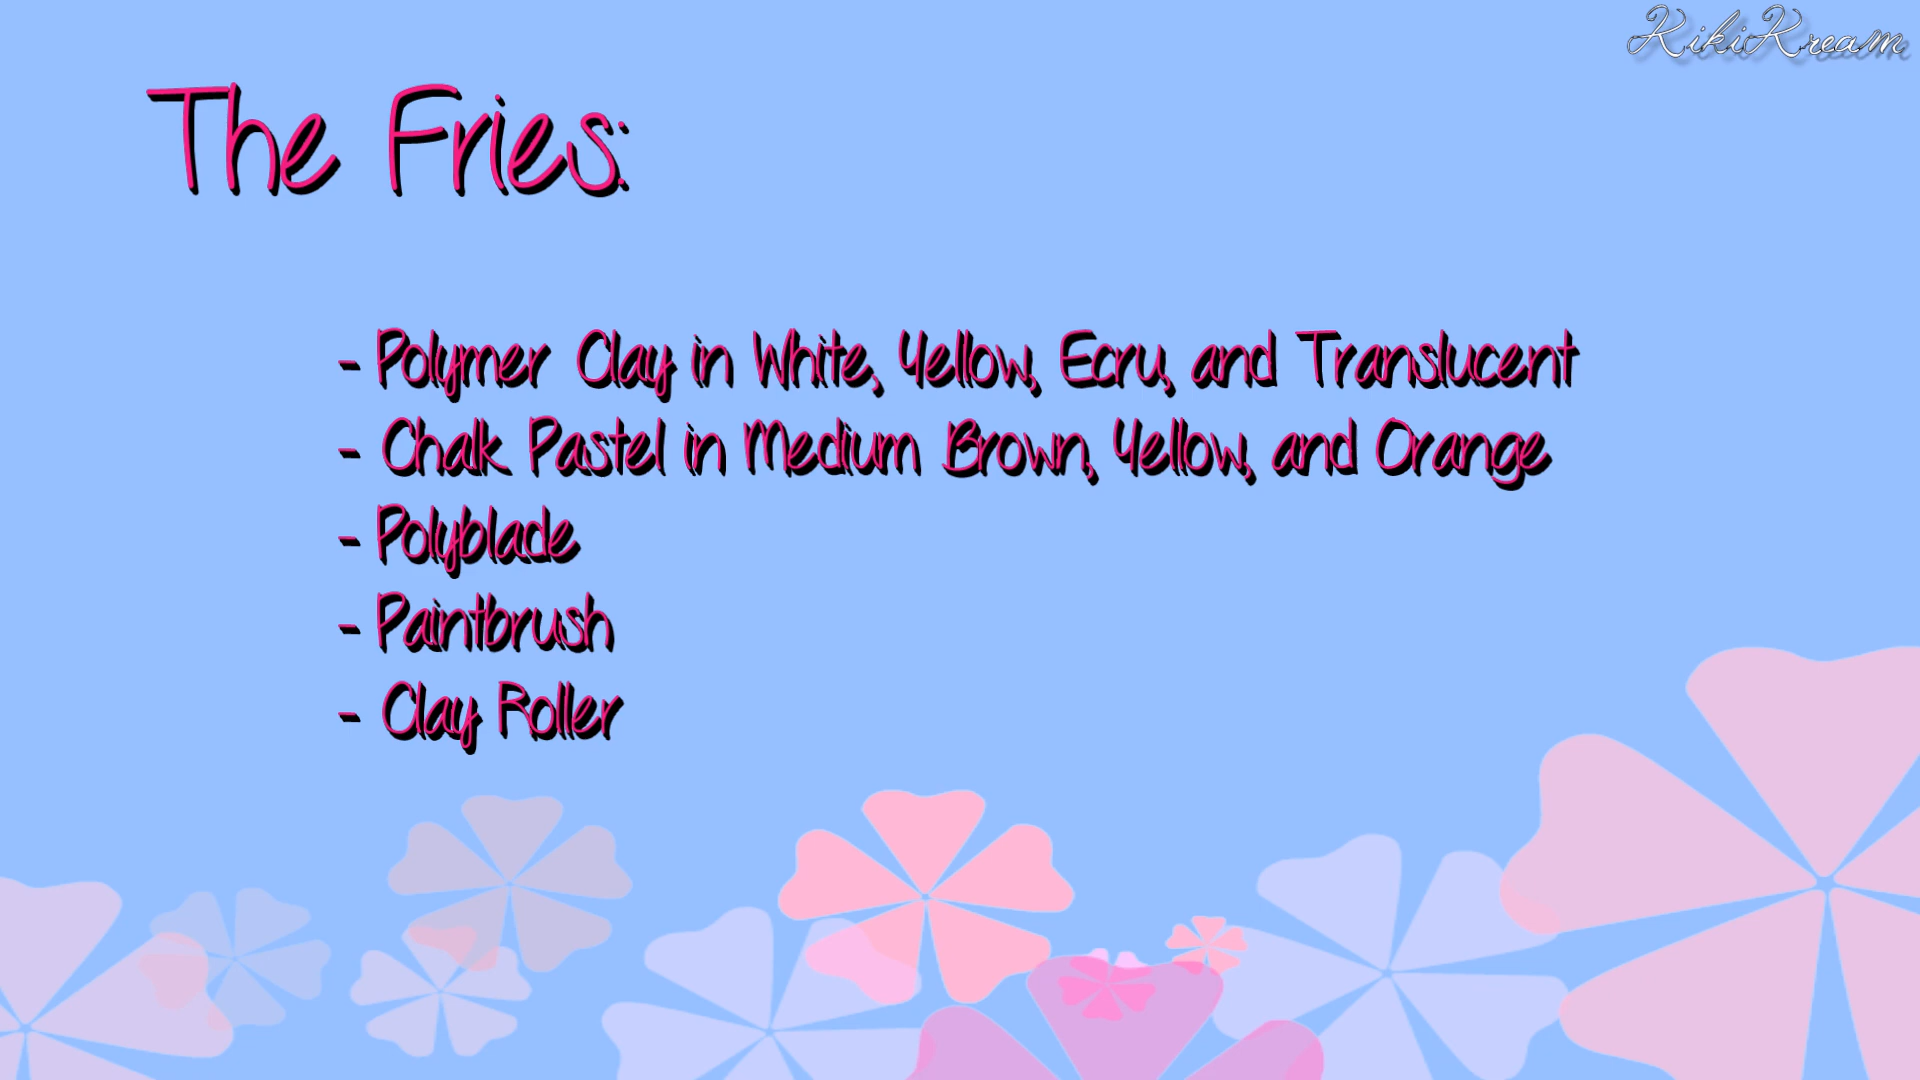 KikiKream
The Fries:
- Polymer Clay in White, Yellow, Ecru, and Translucent
- Chalk Pastel in Medium Brown, Yellow, and Orange
- Polyblade
- Paintbrush
- Clay Roller